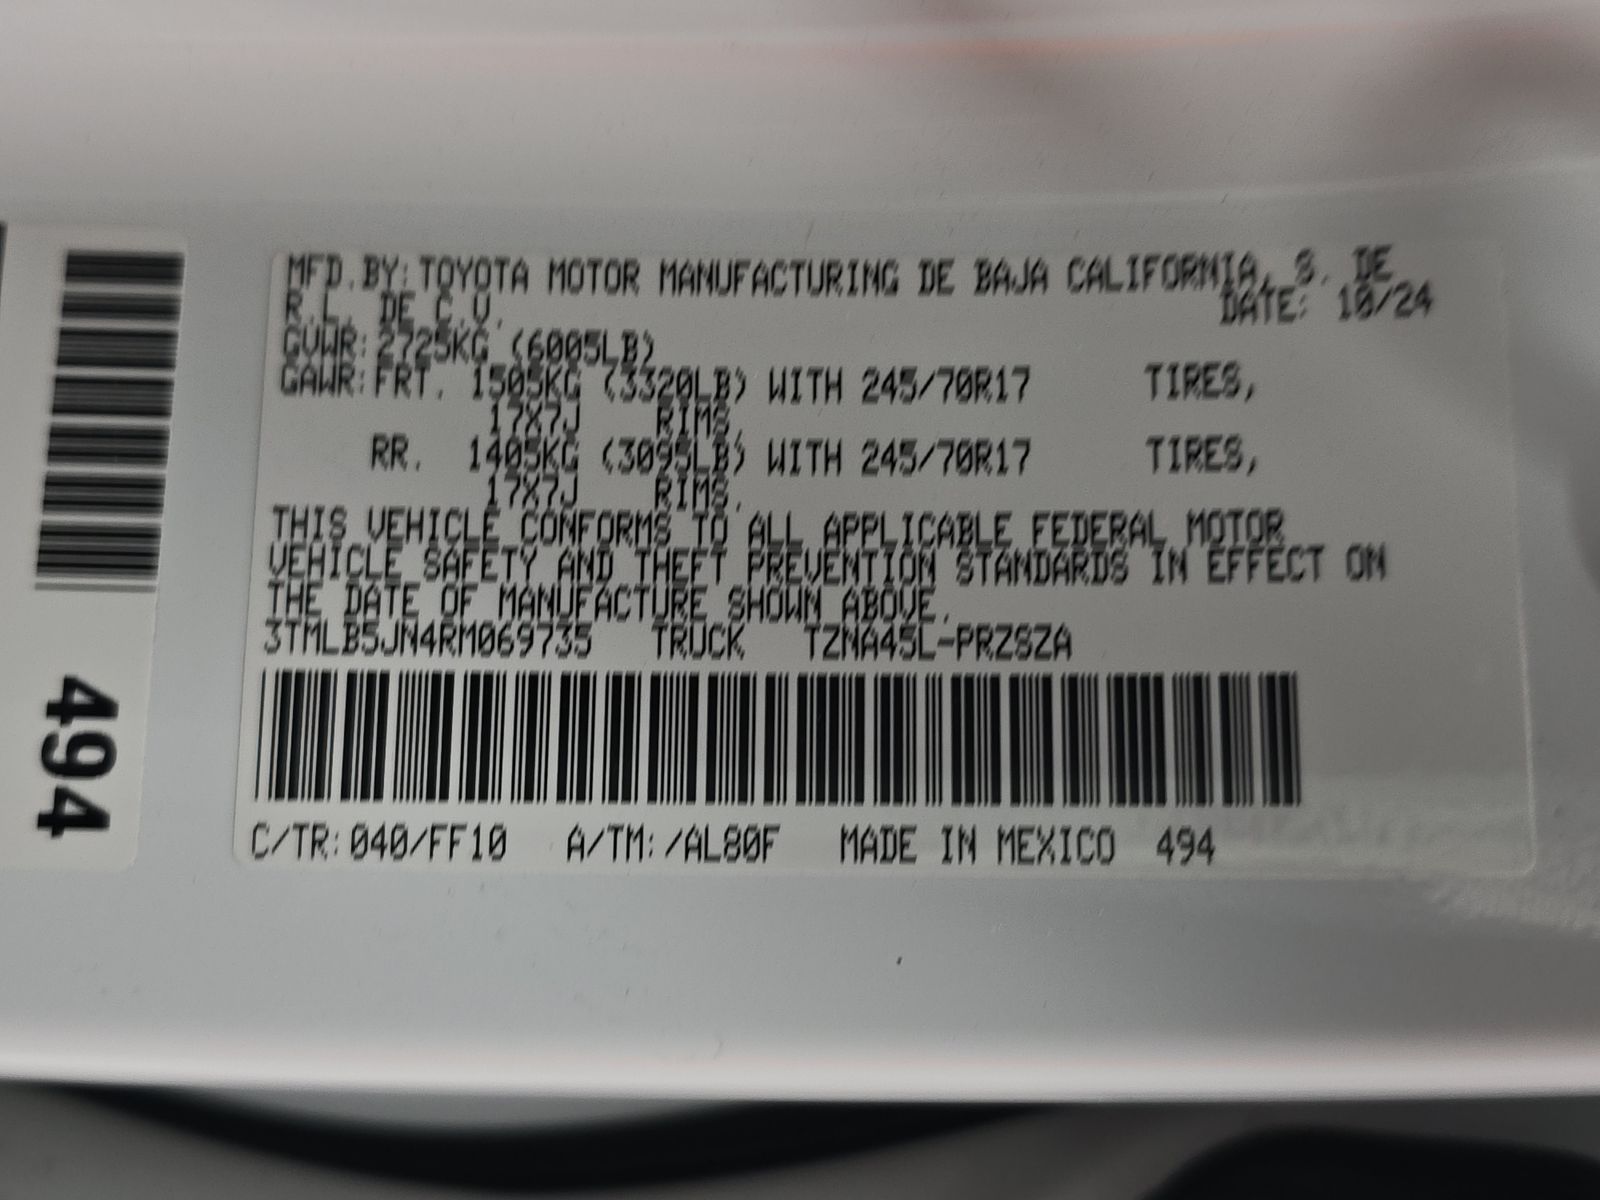 MFD.BY:TOYOTA MOTOR MANUFACTURING DE BAJA CALIFORNIA, S. DE
R.L. DE C.V. DATE: 10/24
GVWR:2725KG (6005LB)
GAWR:FRT. 1505KG (3320LB) WITH 245/70R17 TIRES,
17X7J RIMS,
RR. 1405KG (3095LB) WITH 245/70R17 TIRES,
17X7J RIMS,
THIS VEHICLE CONFORMS TO ALL APPLICABLE FEDERAL MOTOR
VEHICLE SAFETY AND THEFT PREVENTION STANDARDS IN EFFECT ON
THE DATE OF MANUFACTURE SHOWN ABOVE.
3TMLB5JN4RM069735 TRUCK TZNA45L-PRZSZA
C/TR:040/FF10 A/TM:/AL80F MADE IN MEXICO 494
494